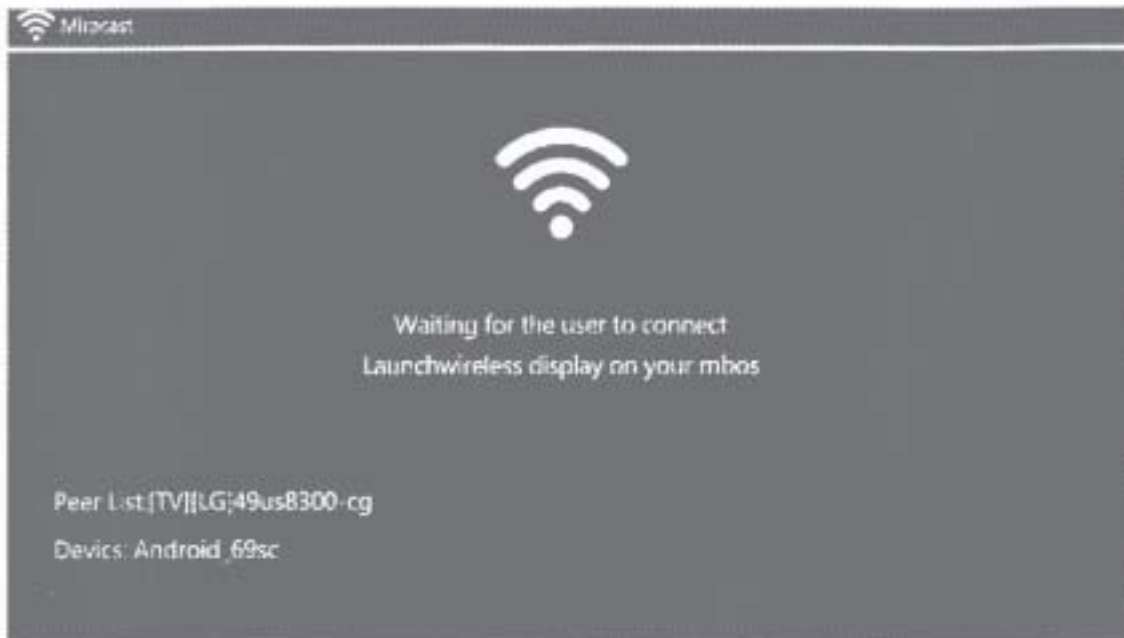 Miracast
Waiting for the user to connect
Launchwireless display on your mbos
Peer List:[TV][LG]49us8300-cg
Devics: Android_69sc